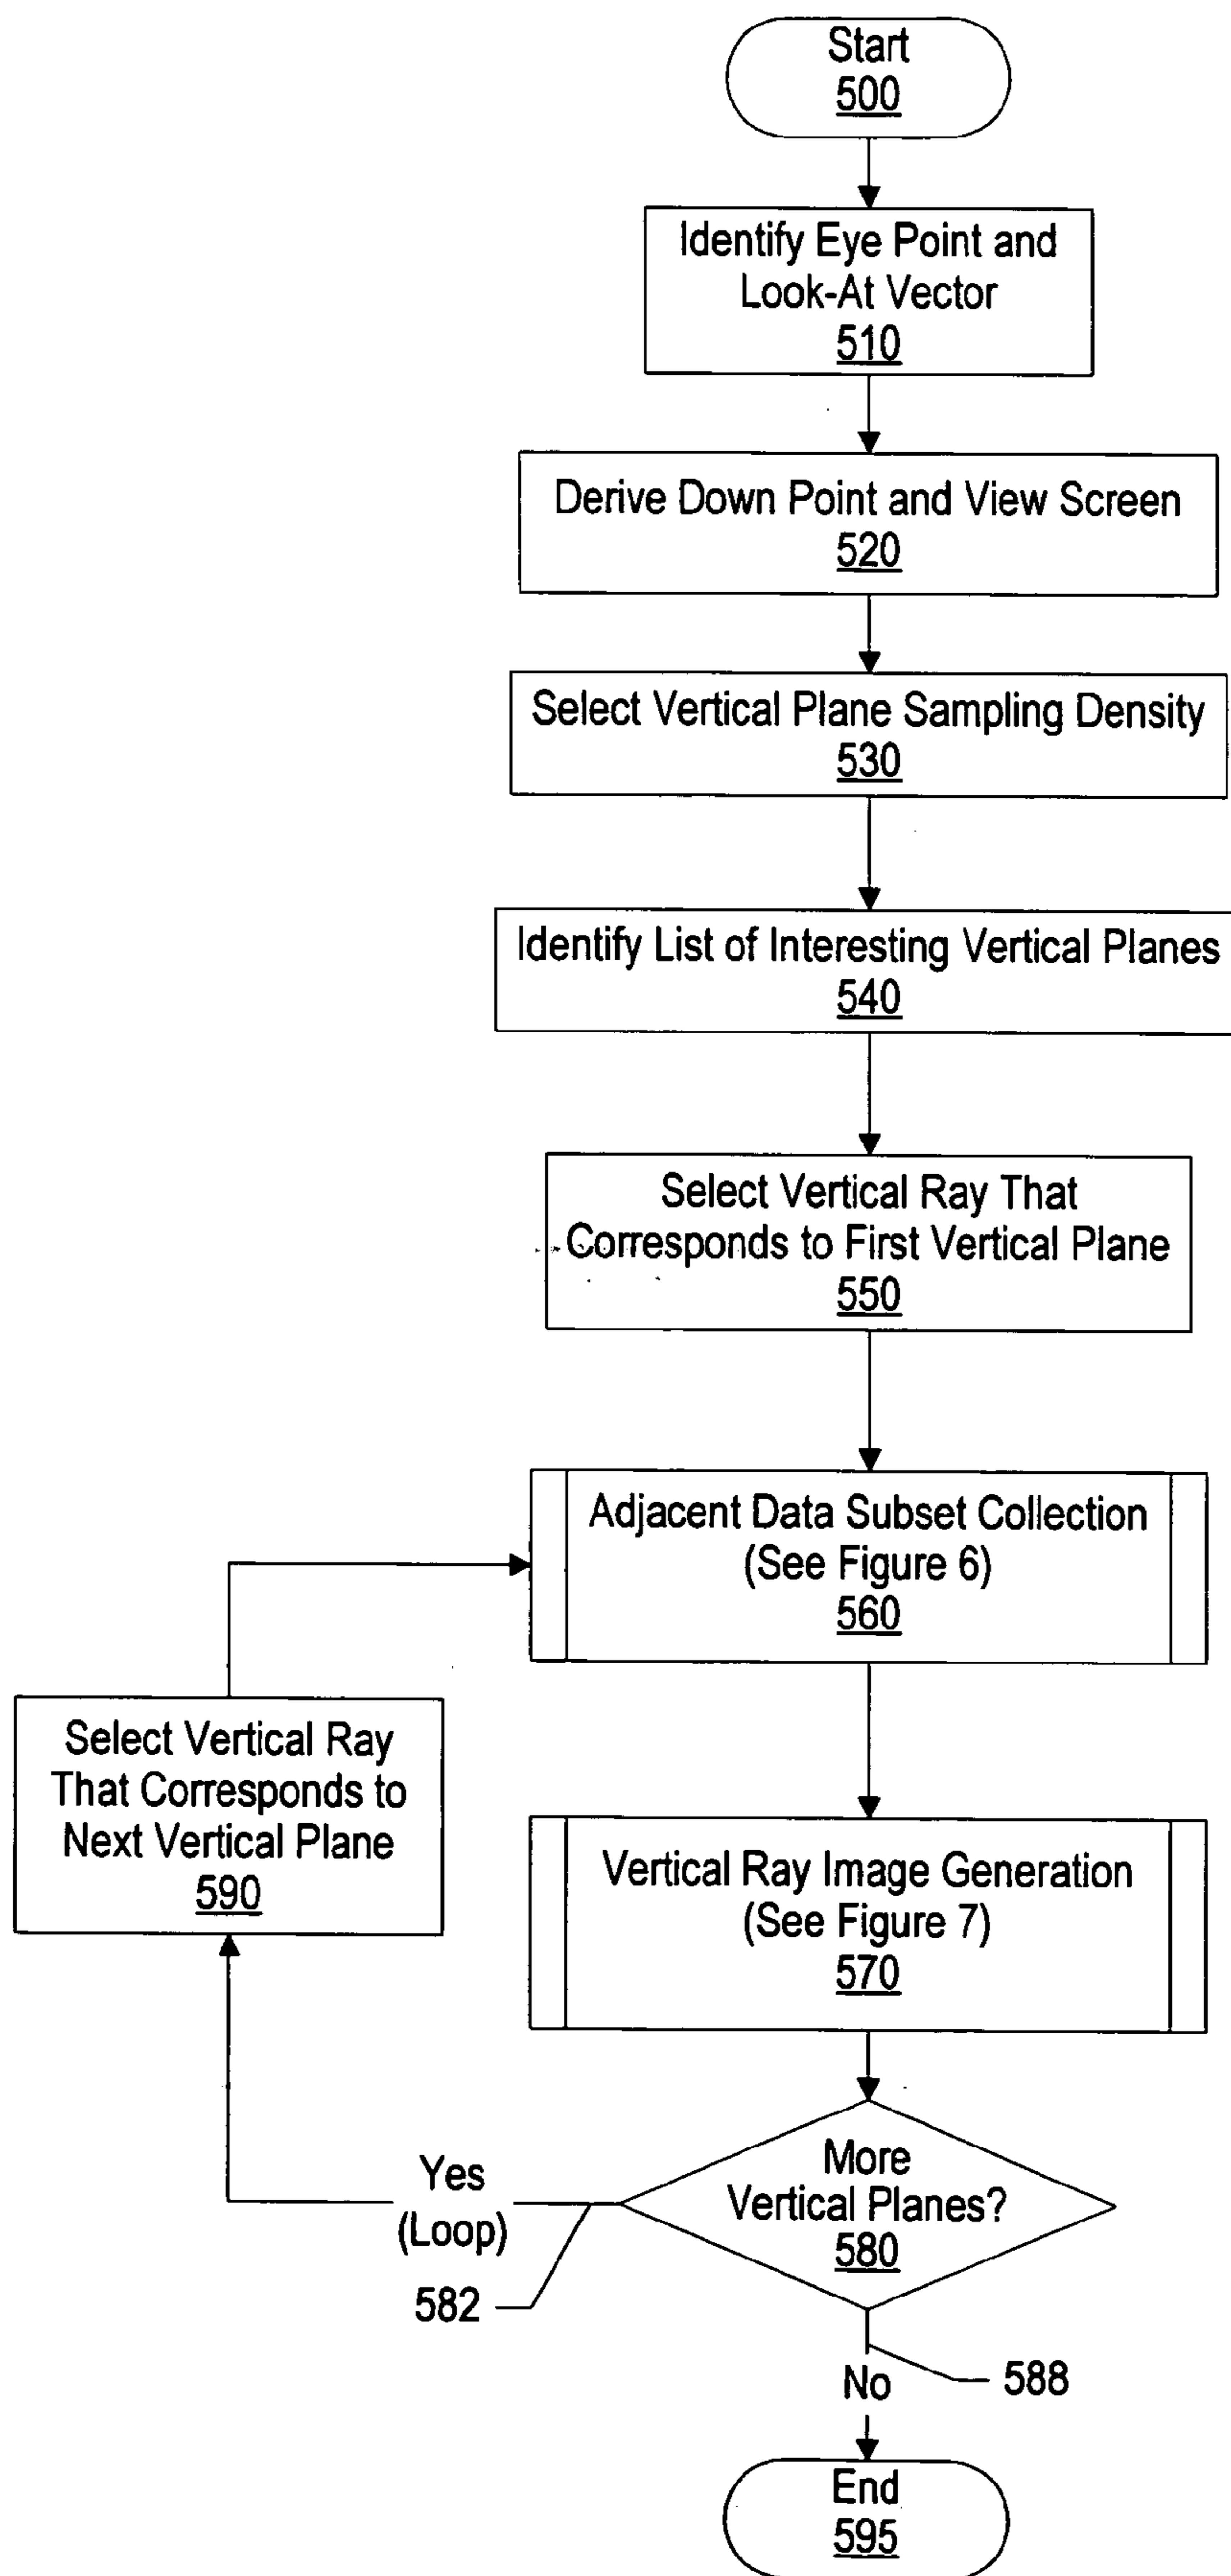 Start
500
Identify Eye Point and
Look-At Vector
510
Derive Down Point and View Screen
520
Select Vertical Plane Sampling Density
530
Identify List of Interesting Vertical Planes
540
Select Vertical Ray That
Corresponds to First Vertical Plane
550
Adjacent Data Subset Collection
(See Figure 6)
560
Select Vertical Ray
That Corresponds to
Next Vertical Plane
590
Vertical Ray Image Generation
(See Figure 7)
570
More
Vertical Planes?
580
Yes
(Loop)
582
No
588
End
595